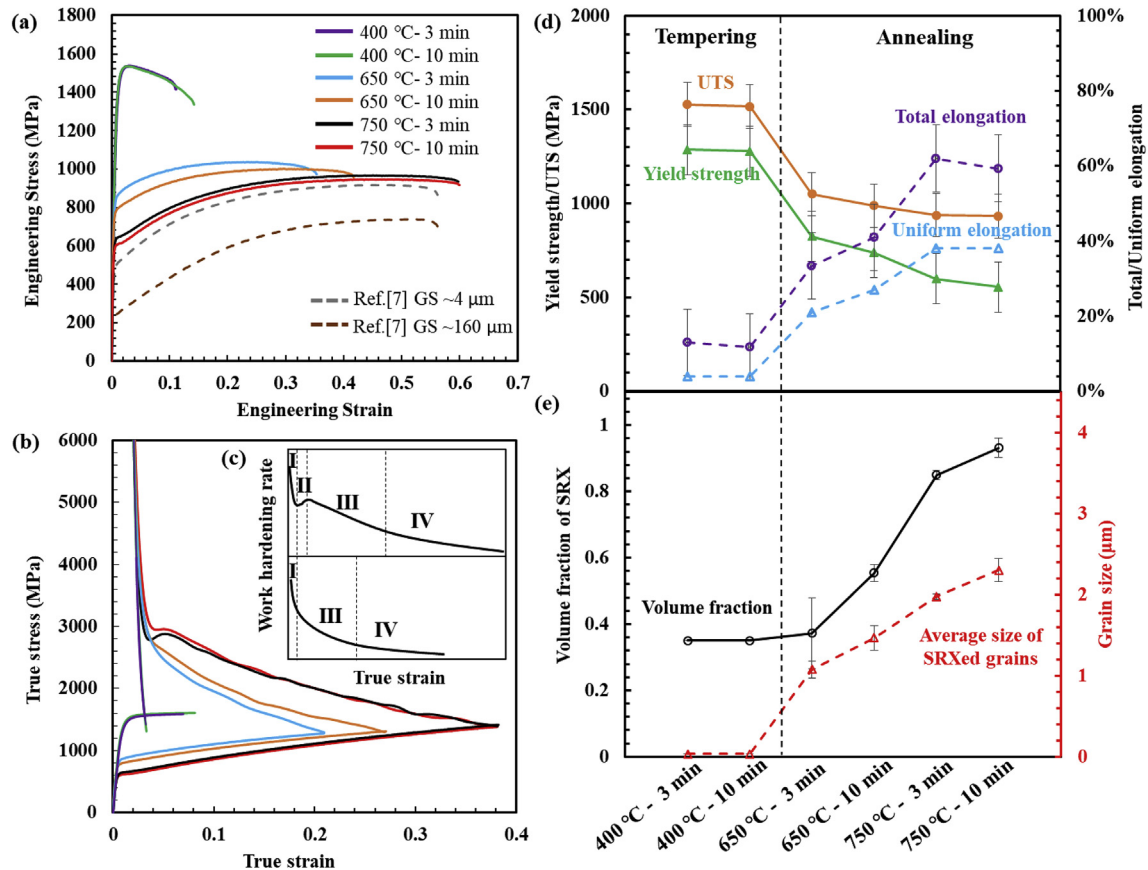 (a)
1800
1600
1400
1200
1000
800
600
400
200
0
Engineering Stress (MPa)
400 ℃- 3 min
400 ℃- 10 min
650 ℃- 3 min
650 ℃- 10 min
750 ℃- 3 min
750 ℃- 10 min
Ref.[7] GS ~4 μm
Ref.[7] GS ~160 μm
0
0.1
0.2
0.3
0.4
0.5
0.6
0.7
Engineering Strain
(b)
6000
5000
4000
3000
2000
1000
0
True stress (MPa)
0
0.1
0.2
0.3
0.4
True strain
(c)
Work hardening rate
I
II
III
IV
I
III
IV
True strain
(d)
2000
1500
1000
500
0
Yield strength/UTS (MPa)
Tempering
Annealing
UTS
Yield strength
Total elongation
Uniform elongation
100%
80%
60%
40%
20%
0%
Total/Uniform elongation
(e)
1
0.8
0.6
0.4
0.2
0
Volume fraction of SRX
Volume fraction
Average size of
SRXed grains
4
3
2
1
0
Grain size (μm)
400 ℃ - 3 min
400 ℃ - 10 min
650 ℃ - 3 min
650 ℃ - 10 min
750 ℃ - 3 min
750 ℃ - 10 min